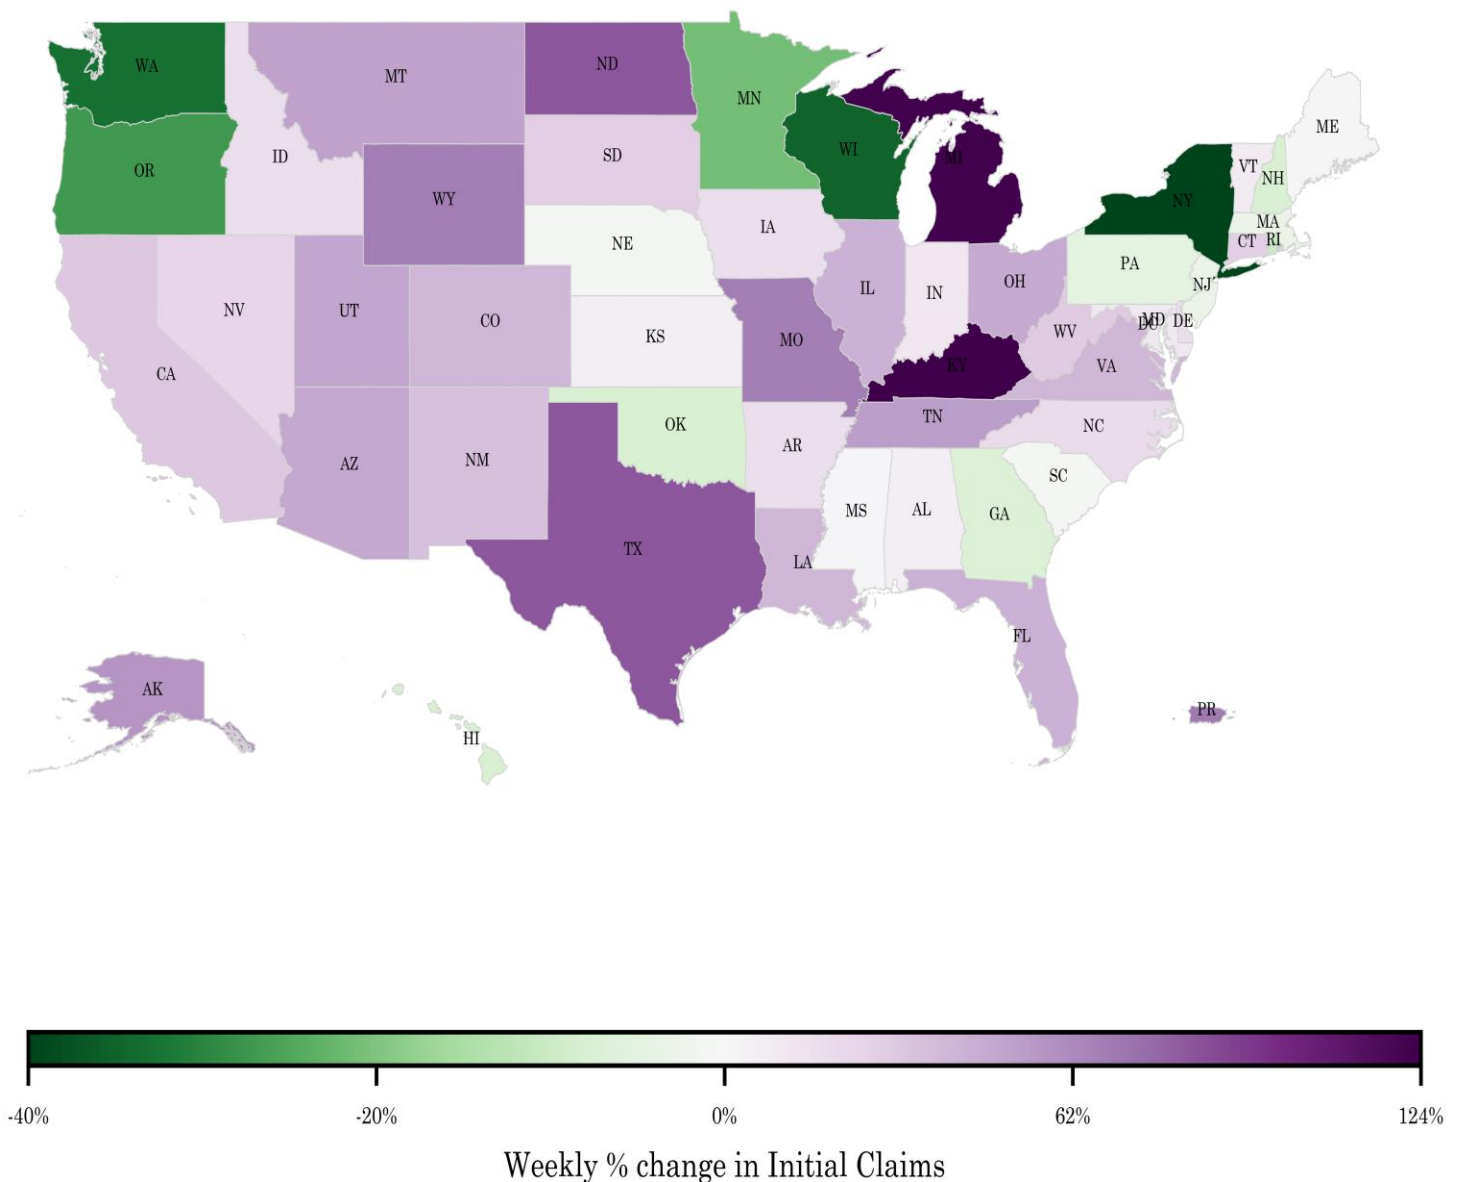 WA
MT
ND
MN
ME
OR
ID
SD
WI
MI
VT
NH
WY
NY
IA
MA
NE
CT
RI
PA
NV
UT
CO
IL
IN
OH
NJ
KS
MO
WV
DC
MD
DE
CA
KY
VA
TN
AZ
NM
OK
AR
NC
MS
AL
GA
SC
TX
LA
FL
AK
HI
PR
-40%
-20%
0%
62%
124%
Weekly % change in Initial Claims